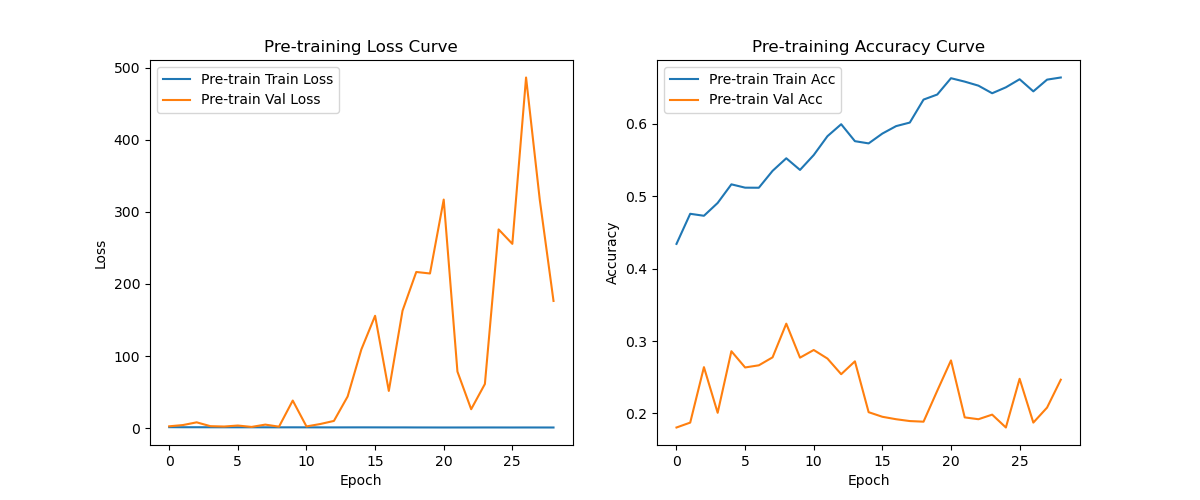 Pre-training Loss Curve
Pre-train Train Loss
Pre-train Val Loss
500
400
300
200
100
0
Loss
0 5 10 15 20 25
Epoch
Pre-training Accuracy Curve
Pre-train Train Acc
Pre-train Val Acc
0.6
0.5
0.4
0.3
0.2
Accuracy
0 5 10 15 20 25
Epoch